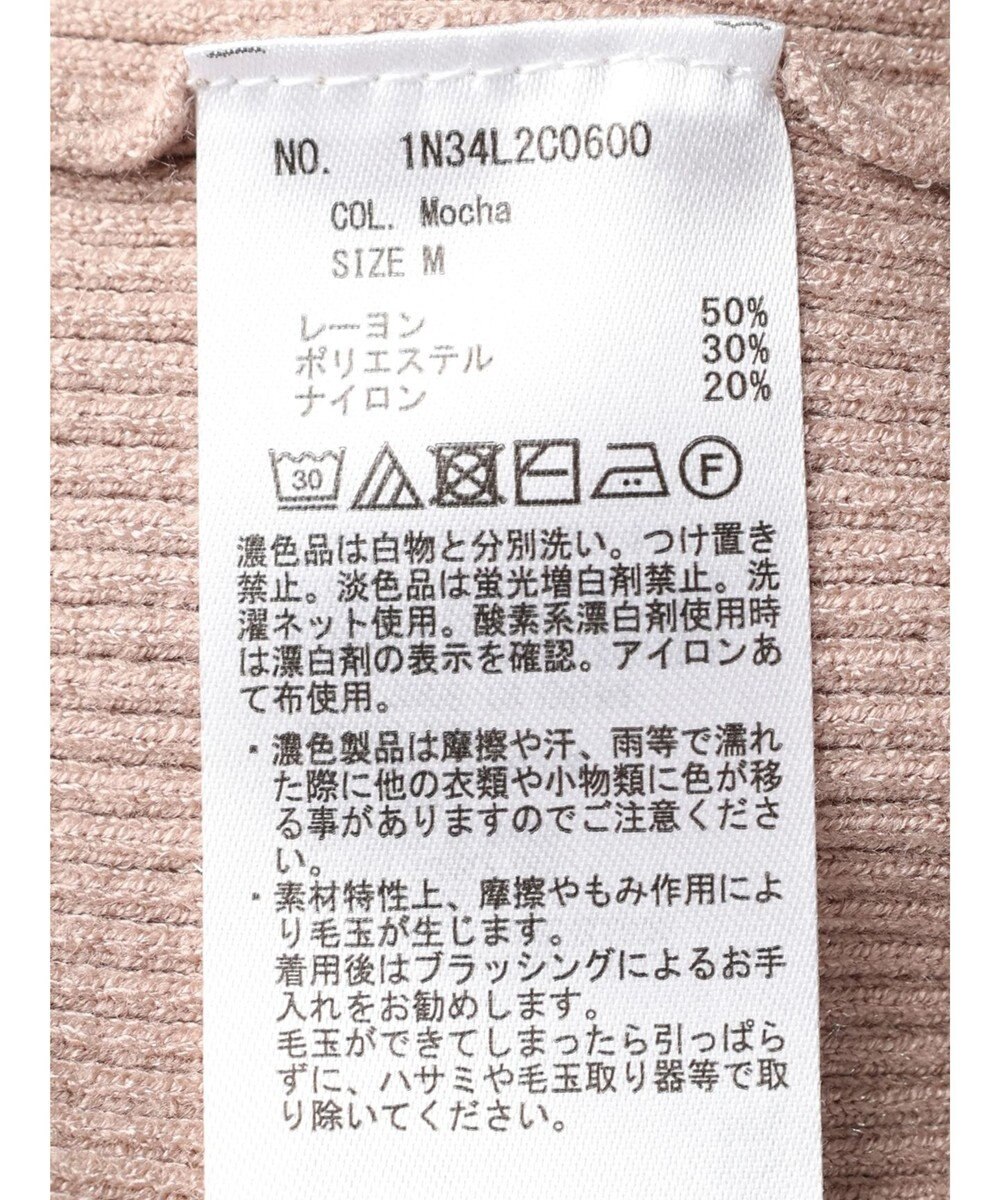 NO. 1N34L2C0600
COL. Mocha
SIZE M
レーヨン 50%
ポリエステル 30%
ナイロン 20%
30 F
濃色品は白物と分別洗い。つけ置き
禁止。淡色品は蛍光増白剤禁止。洗
濯ネット使用。酸素系漂白剤使用時
は漂白剤の表示を確認。アイロンあ
て布使用。
・濃色製品は摩擦や汗、雨等で濡れ
た際に他の衣類や小物類に色が移
る事がありますのでご注意くださ
い。
・素材特性上、摩擦やもみ作用によ
り毛玉が生じます。
着用後はブラッシングによるお手
入れをお勧めします。
毛玉ができてしまったら引っぱら
ずに、ハサミや毛玉取り器等で取
り除いてください。